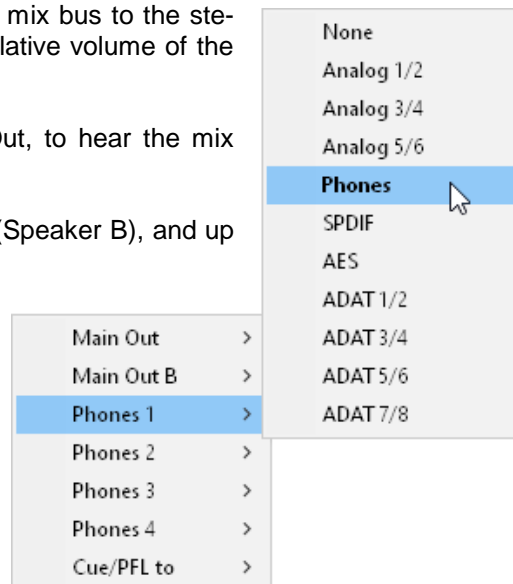 mix bus to the ste-
lative volume of the
Out, to hear the mix
(Speaker B), and up
None
Analog 1/2
Analog 3/4
Analog 5/6
Phones
SPDIF
AES
ADAT 1/2
ADAT 3/4
ADAT 5/6
ADAT 7/8
Main Out >
Main Out B >
Phones 1 >
Phones 2 >
Phones 3 >
Phones 4 >
Cue/PFL to >